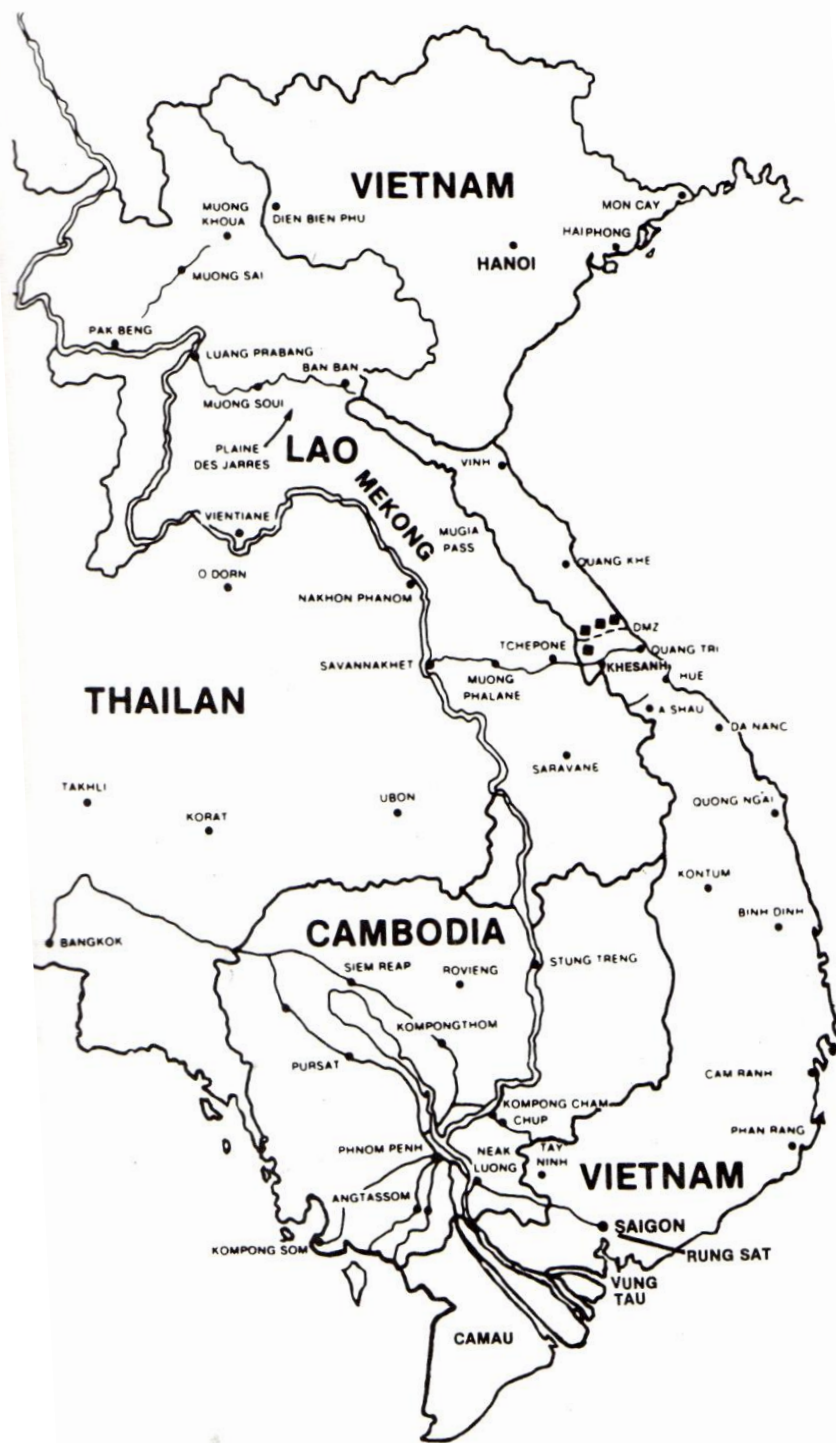 VIETNAM
MUONG
KHOUA
DIEN BIEN PHU
MON CAY
HAIPHONG
HANOI
MUONG SAI
PAK BENG
LUANG PRABANG
BAN BAN
MUONG SOUI
PLAINE
DES JARRES
LAO
VINH
MEKONG
VIENTIANE
MUGIA
PASS
O DORN
QUANG KHE
NAKHON PHANOM
DMZ
TCHEPONE
QUANG TRI
SAVANNAKHET
KHESANH
MUONG
PHALANE
HUE
THAILAN
A SHAU
DA NANC
SARAVANE
TAKHLI
UBON
QUONG NGAI
KORAT
KONTUM
BINH DINH
CAMBODIA
BANGKOK
SIEM REAP
ROVIENG
STUNG TRENG
KOMPONGTHOM
PURSAT
CAM RANH
KOMPONG CHAM
CHUP
PHAN RANG
PHNOM PENH
NEAK
LUONG
TAY
NINH
VIETNAM
ANGTASSOM
SAIGON
KOMPONG SOM
RUNG SAT
VUNG
TAU
CAMAU